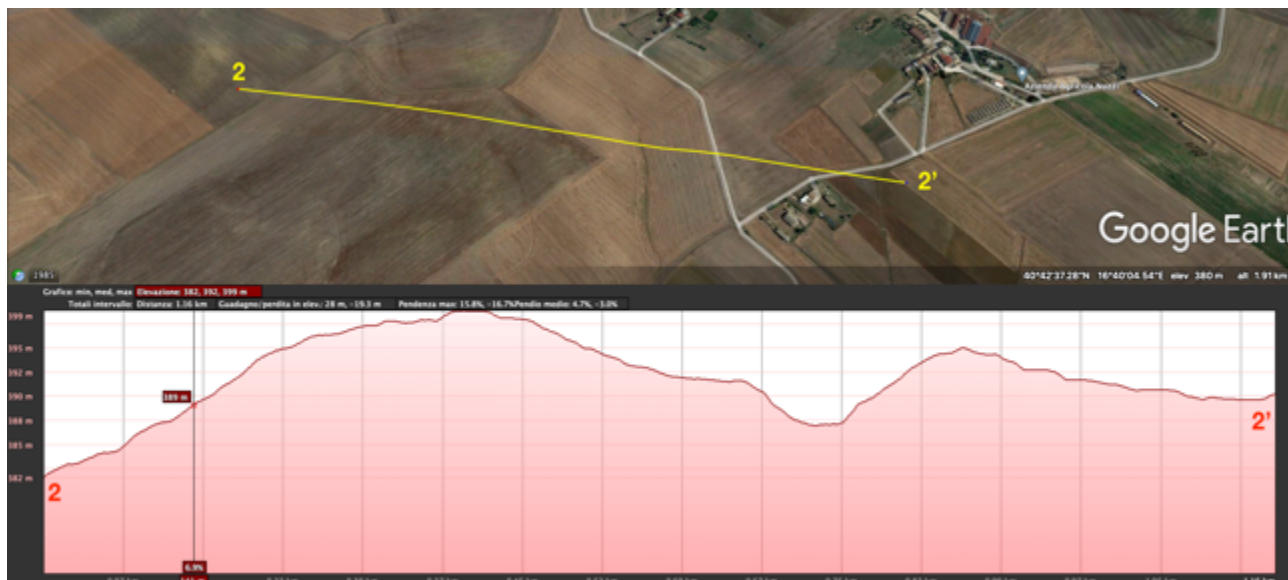 2
2'
Google Eart
1985
40°42'37.28"N 16°40'04.54"E elev 380 m alt 1.91 km
Grafico: min, med, max Elevazione: 382, 392, 399 m
Totali intervallo: Distanza: 1.16 km Guadagno/perdita in elev.: 28 m, -19.3 m Pendenza max: 15.8%, -16.7%Pendio medio: 4.7%, -3.0%
399 m
395 m
392 m
389 m
390 m
388 m
385 m
382 m
2
2'
6.9%